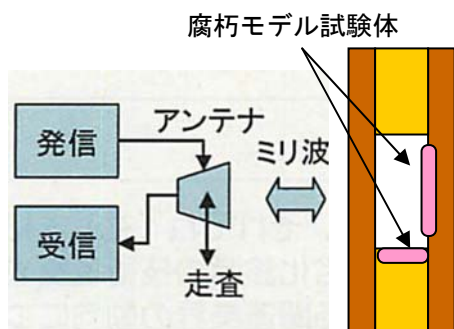 腐朽モデル試験体
発信
アンテナ
ミリ波
受信
走査